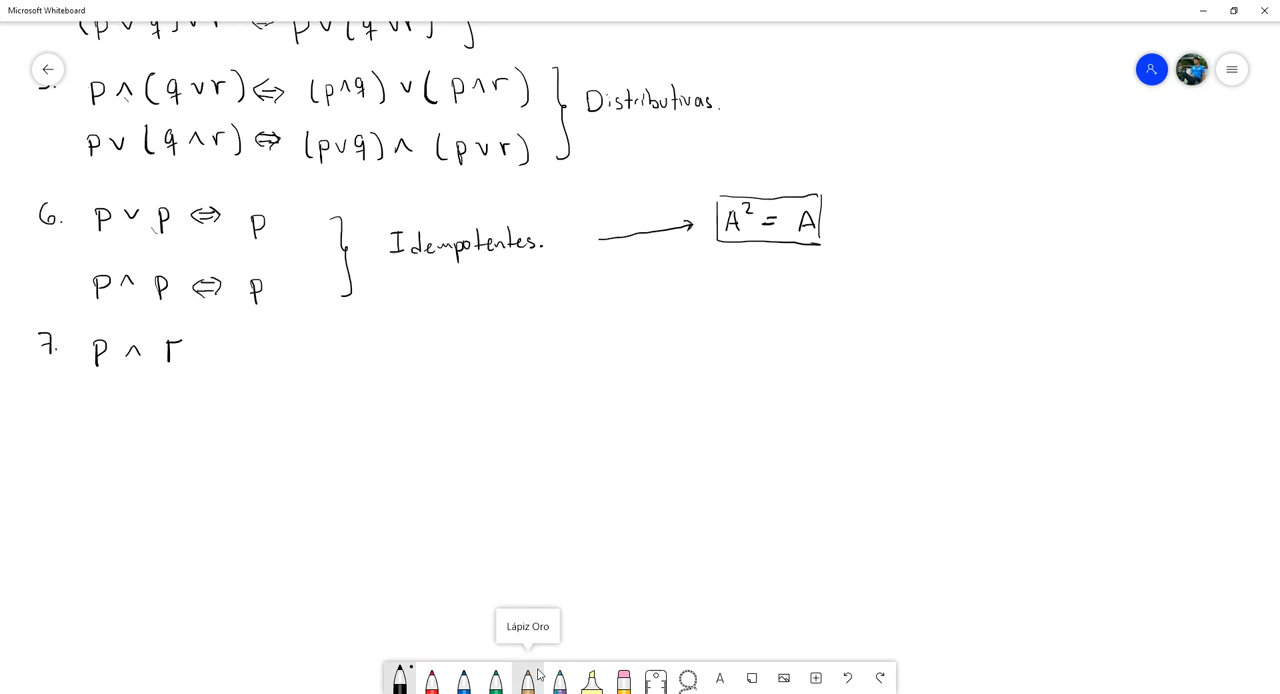 Microsoft Whiteboard
(p ∨ q) ∨ r ⇔ p ∨ (q ∨ r)
p ∧ (q ∨ r) ⇔ (p ∧ q) ∨ (p ∧ r) } Distributivas.
p ∨ (q ∧ r) ⇔ (p ∨ q) ∧ (p ∨ r)
6. p ∨ p ⇔ p
} Idempotentes. → A² = A
p ∧ p ⇔ p
7. p ∧ r
Lápiz Oro
A